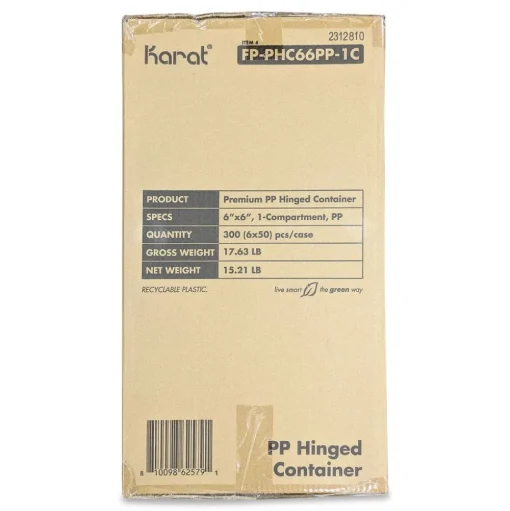 2312810
ITEM #
Karat® FP-PHC66PP-1C
PRODUCT Premium PP Hinged Container
SPECS 6"x6", 1-Compartment, PP
QUANTITY 300 (6x50) pcs/case
GROSS WEIGHT 17.63 LB
NET WEIGHT 15.21 LB
RECYCLABLE PLASTIC. live smart the green way
8 10098 62579 1
PP Hinged
Container